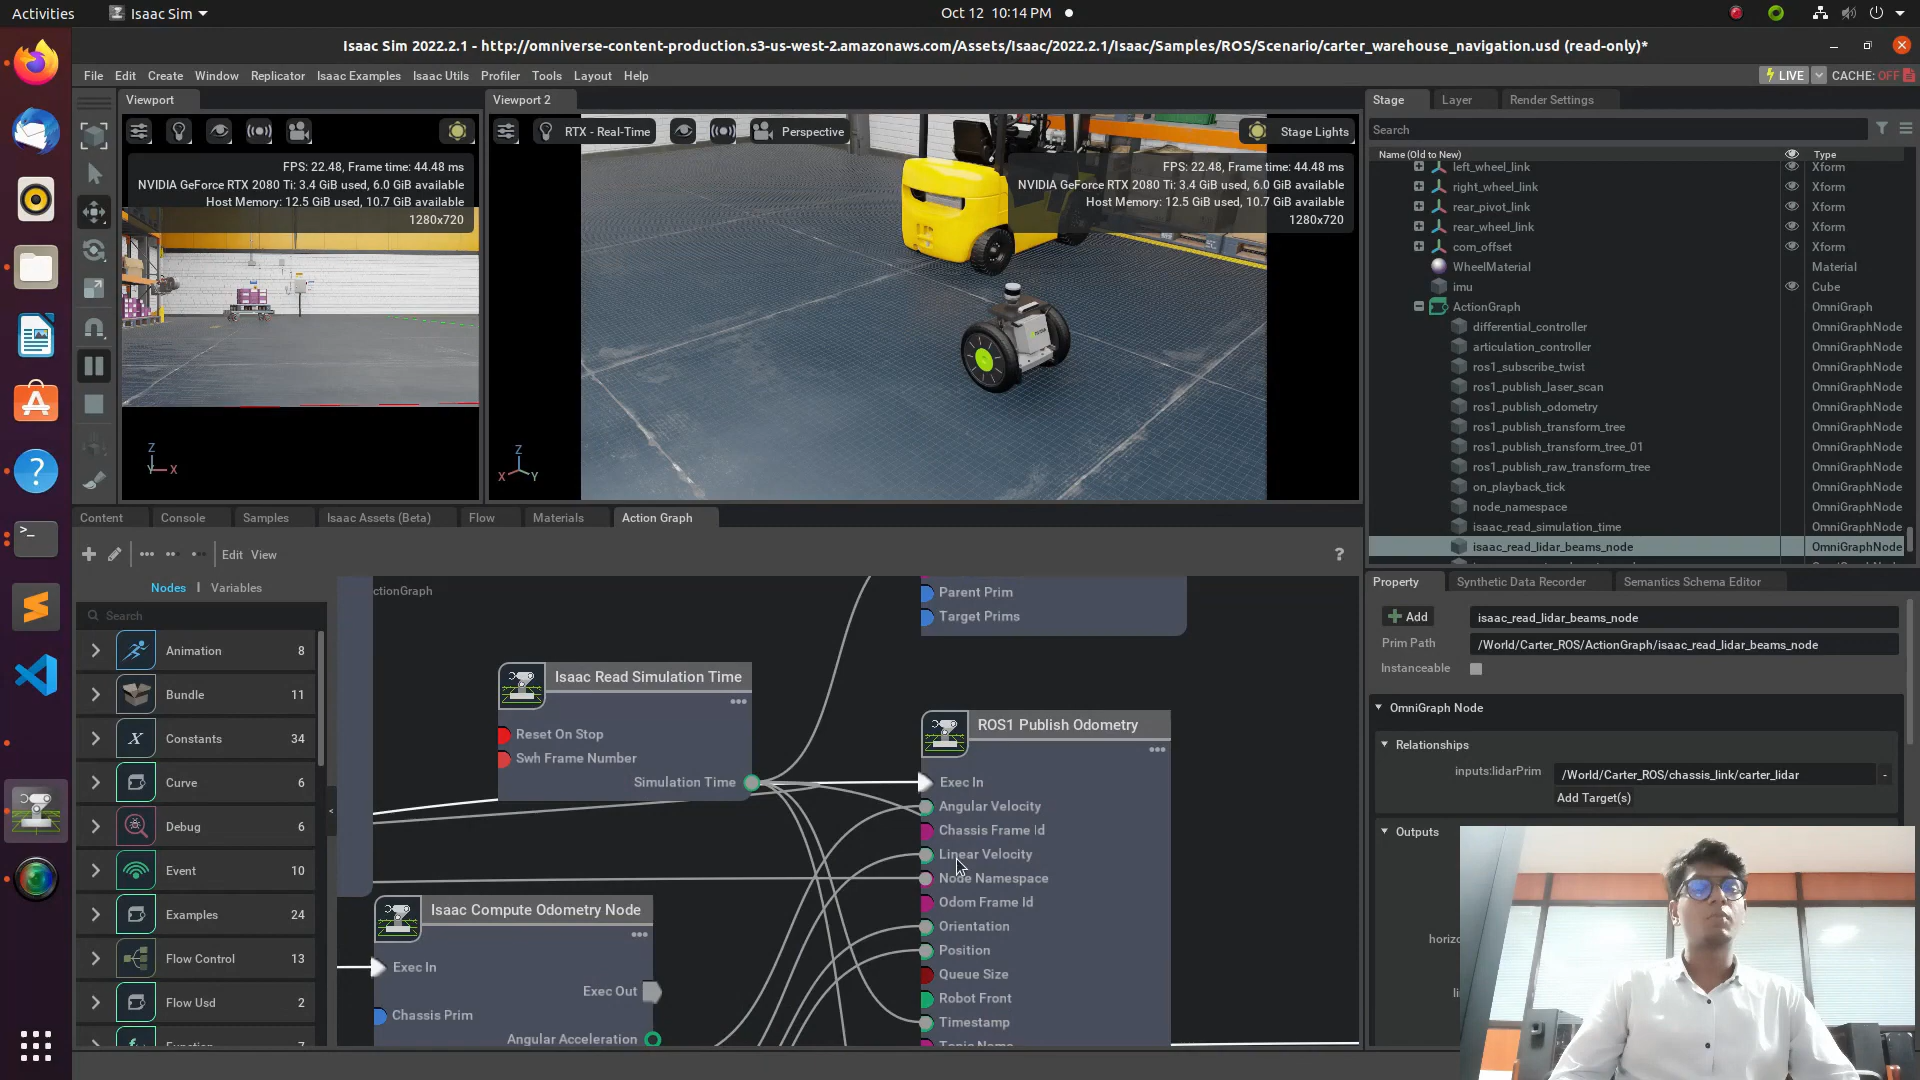 Activities
Isaac Sim
Oct 12 10:14 PM
Isaac Sim 2022.2.1 - http://omniverse-content-production.s3-us-west-2.amazonaws.com/Assets/Isaac/2022.2.1/Isaac/Samples/ROS/Scenario/carter_warehouse_navigation.usd (read-only)*
File Edit Create Window Replicator Isaac Examples Isaac Utils Profiler Tools Layout Help
LIVE
CACHE: OFF
Viewport
FPS: 22.48, Frame time: 44.48 ms
NVIDIA GeForce RTX 2080 Ti: 3.4 GiB used, 6.0 GiB available
Host Memory: 12.5 GiB used, 10.7 GiB available
1280x720
Z
Y
X
Viewport 2
RTX - Real-Time
Perspective
Stage Lights
FPS: 22.48, Frame time: 44.48 ms
NVIDIA GeForce RTX 2080 Ti: 3.4 GiB used, 6.0 GiB available
Host Memory: 12.5 GiB used, 10.7 GiB available
1280x720
Z
X
Y
Stage Layer Render Settings
Search
Name (Old to New) Type
left_wheel_link Xform
right_wheel_link Xform
rear_pivot_link Xform
rear_wheel_link Xform
com_offset Xform
WheelMaterial Material
imu Cube
ActionGraph OmniGraph
differential_controller OmniGraphNode
articulation_controller OmniGraphNode
ros1_subscribe_twist OmniGraphNode
ros1_publish_laser_scan OmniGraphNode
ros1_publish_odometry OmniGraphNode
ros1_publish_transform_tree OmniGraphNode
ros1_publish_transform_tree_01 OmniGraphNode
ros1_publish_raw_transform_tree OmniGraphNode
on_playback_tick OmniGraphNode
node_namespace OmniGraphNode
isaac_read_simulation_time OmniGraphNode
isaac_read_lidar_beams_node OmniGraphNode
Content Console Samples Isaac Assets (Beta) Flow Materials Action Graph
Edit View
?
Nodes | Variables
Search
Animation 8
Bundle 11
Constants 34
Curve 6
Debug 6
Event 10
Examples 24
Flow Control 13
Flow Usd 2
Function 7
ctionGraph
Isaac Read Simulation Time
Reset On Stop
Swh Frame Number
Simulation Time
Isaac Compute Odometry Node
Exec In
Exec Out
Chassis Prim
Angular Acceleration
Parent Prim
Target Prims
ROS1 Publish Odometry
Exec In
Angular Velocity
Chassis Frame Id
Linear Velocity
Node Namespace
Odom Frame Id
Orientation
Position
Queue Size
Robot Front
Timestamp
Topic Name
Property Synthetic Data Recorder Semantics Schema Editor
Add
isaac_read_lidar_beams_node
Prim Path
/World/Carter_ROS/ActionGraph/isaac_read_lidar_beams_node
Instanceable
OmniGraph Node
Relationships
inputs:lidarPrim
/World/Carter_ROS/chassis_link/carter_lidar
-
Add Target(s)
Outputs
horizo
li